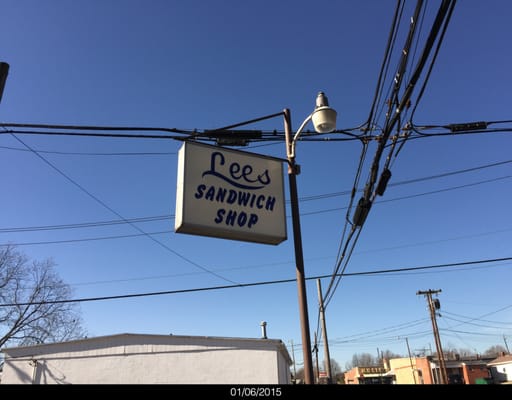 Lees
SANDWICH
SHOP
01/06/2015